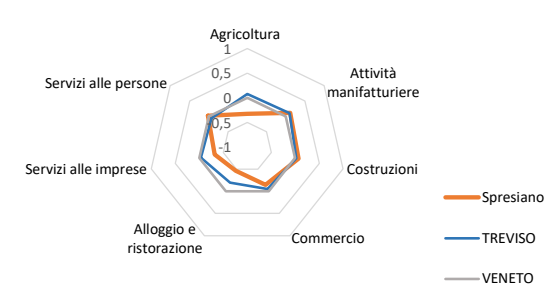 Agricoltura
1
0,5
0
-0,5
-1
Attività
manifatturiere
Costruzioni
Commercio
Alloggio e
ristorazione
Servizi alle imprese
Servizi alle persone
Spresiano
TREVISO
VENETO